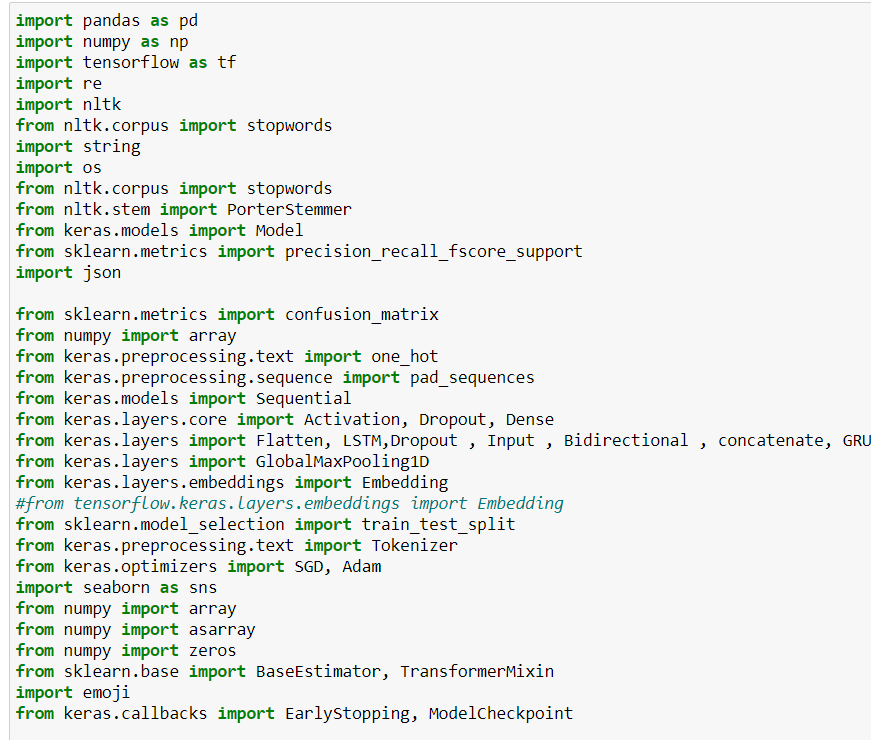 import pandas as pd
import numpy as np
import tensorflow as tf
import re
import nltk
from nltk.corpus import stopwords
import string
import os
from nltk.corpus import stopwords
from nltk.stem import PorterStemmer
from keras.models import Model
from sklearn.metrics import precision_recall_fscore_support
import json
from sklearn.metrics import confusion_matrix
from numpy import array
from keras.preprocessing.text import one_hot
from keras.preprocessing.sequence import pad_sequences
from keras.models import Sequential
from keras.layers.core import Activation, Dropout, Dense
from keras.layers import Flatten, LSTM,Dropout , Input , Bidirectional , concatenate, GRU
from keras.layers import GlobalMaxPooling1D
from keras.layers.embeddings import Embedding
#from tensorflow.keras.layers.embeddings import Embedding
from sklearn.model_selection import train_test_split
from keras.preprocessing.text import Tokenizer
from keras.optimizers import SGD, Adam
import seaborn as sns
from numpy import array
from numpy import asarray
from numpy import zeros
from sklearn.base import BaseEstimator, TransformerMixin
import emoji
from keras.callbacks import EarlyStopping, ModelCheckpoint